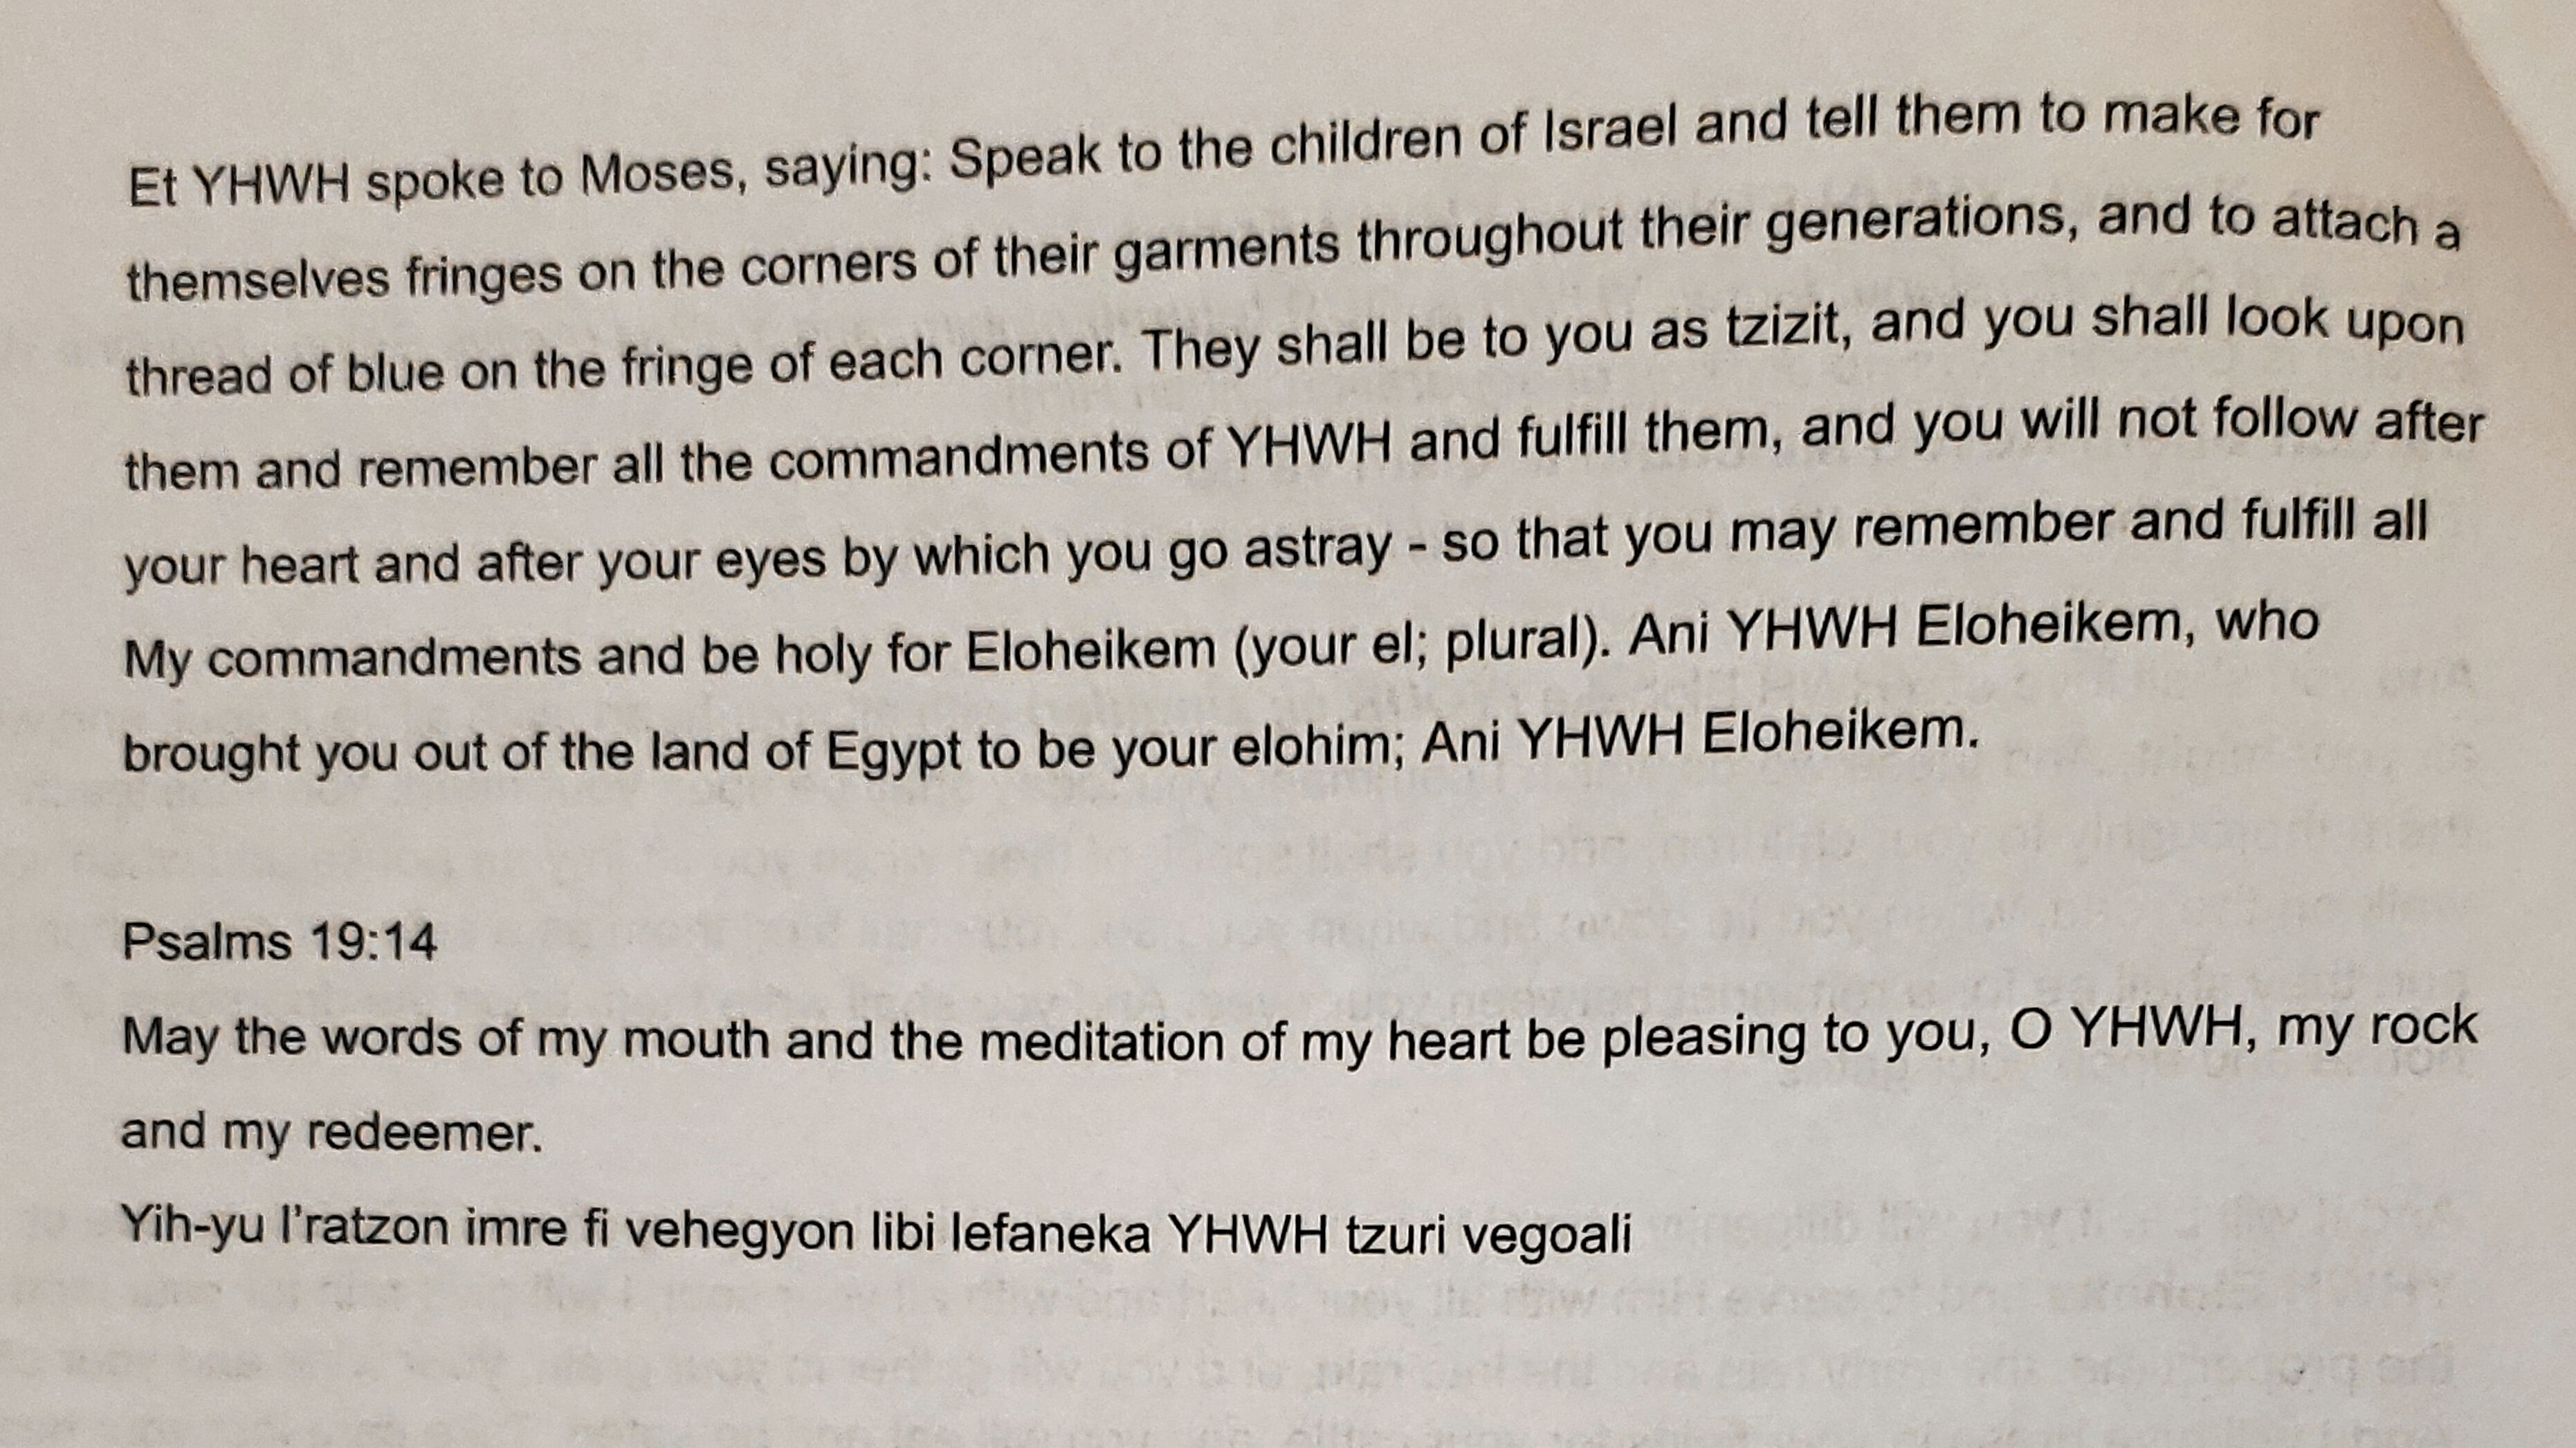 Et YHWH spoke to Moses, saying: Speak to the children of Israel and tell them to make for
themselves fringes on the corners of their garments throughout their generations, and to attach a
thread of blue on the fringe of each corner. They shall be to you as tzizit, and you shall look upon
them and remember all the commandments of YHWH and fulfill them, and you will not follow after
your heart and after your eyes by which you go astray - so that you may remember and fulfill all
My commandments and be holy for Eloheikem (your el; plural). Ani YHWH Eloheikem, who
brought you out of the land of Egypt to be your elohim; Ani YHWH Eloheikem.
Psalms 19:14
May the words of my mouth and the meditation of my heart be pleasing to you, O YHWH, my rock
and my redeemer.
Yih-yu l’ratzon imre fi vehegyon libi lefaneka YHWH tzuri vegoali